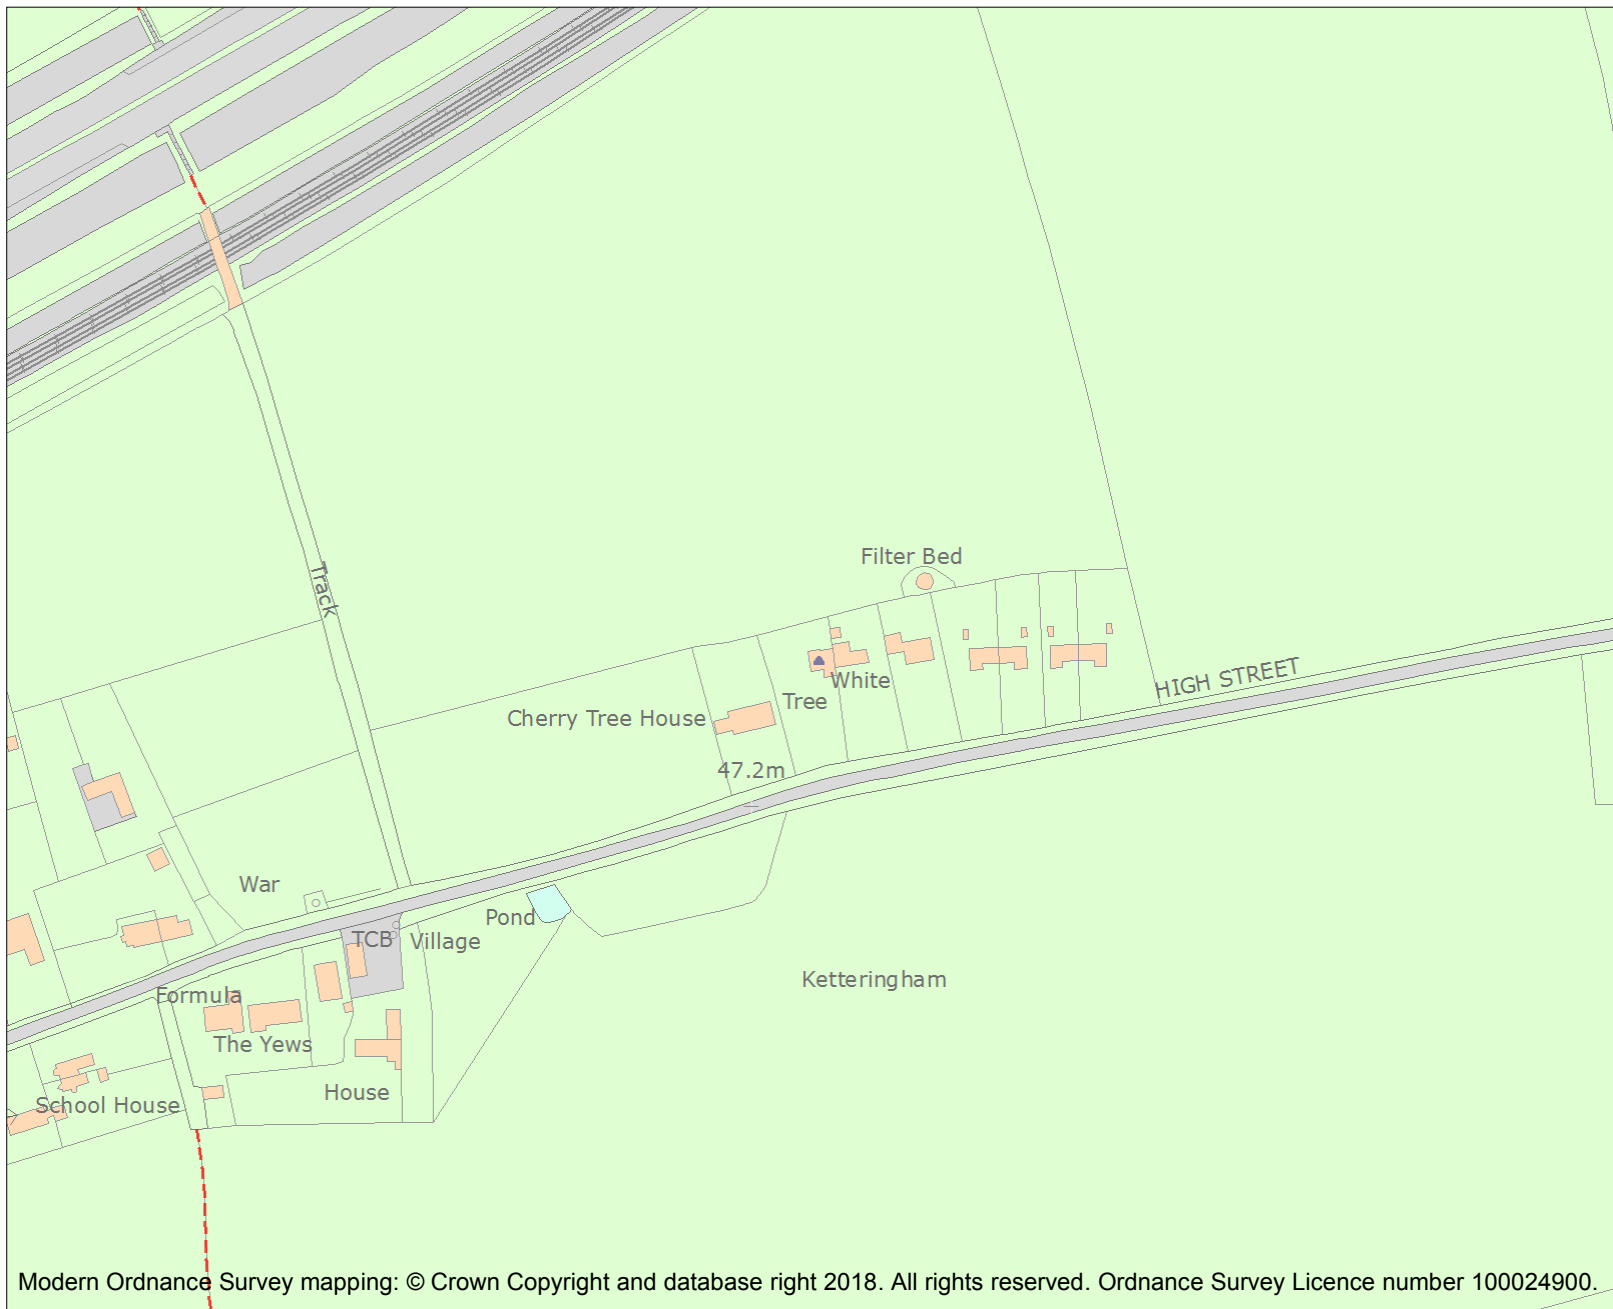 Filter Bed
Track
White
HIGH STREET
Tree
Cherry Tree House
47.2m
War
Pond
TCB
Village
Ketteringham
Formula
The Yews
House
School House
Modern Ordnance Survey mapping: © Crown Copyright and database right 2018. All rights reserved. Ordnance Survey Licence number 100024900.